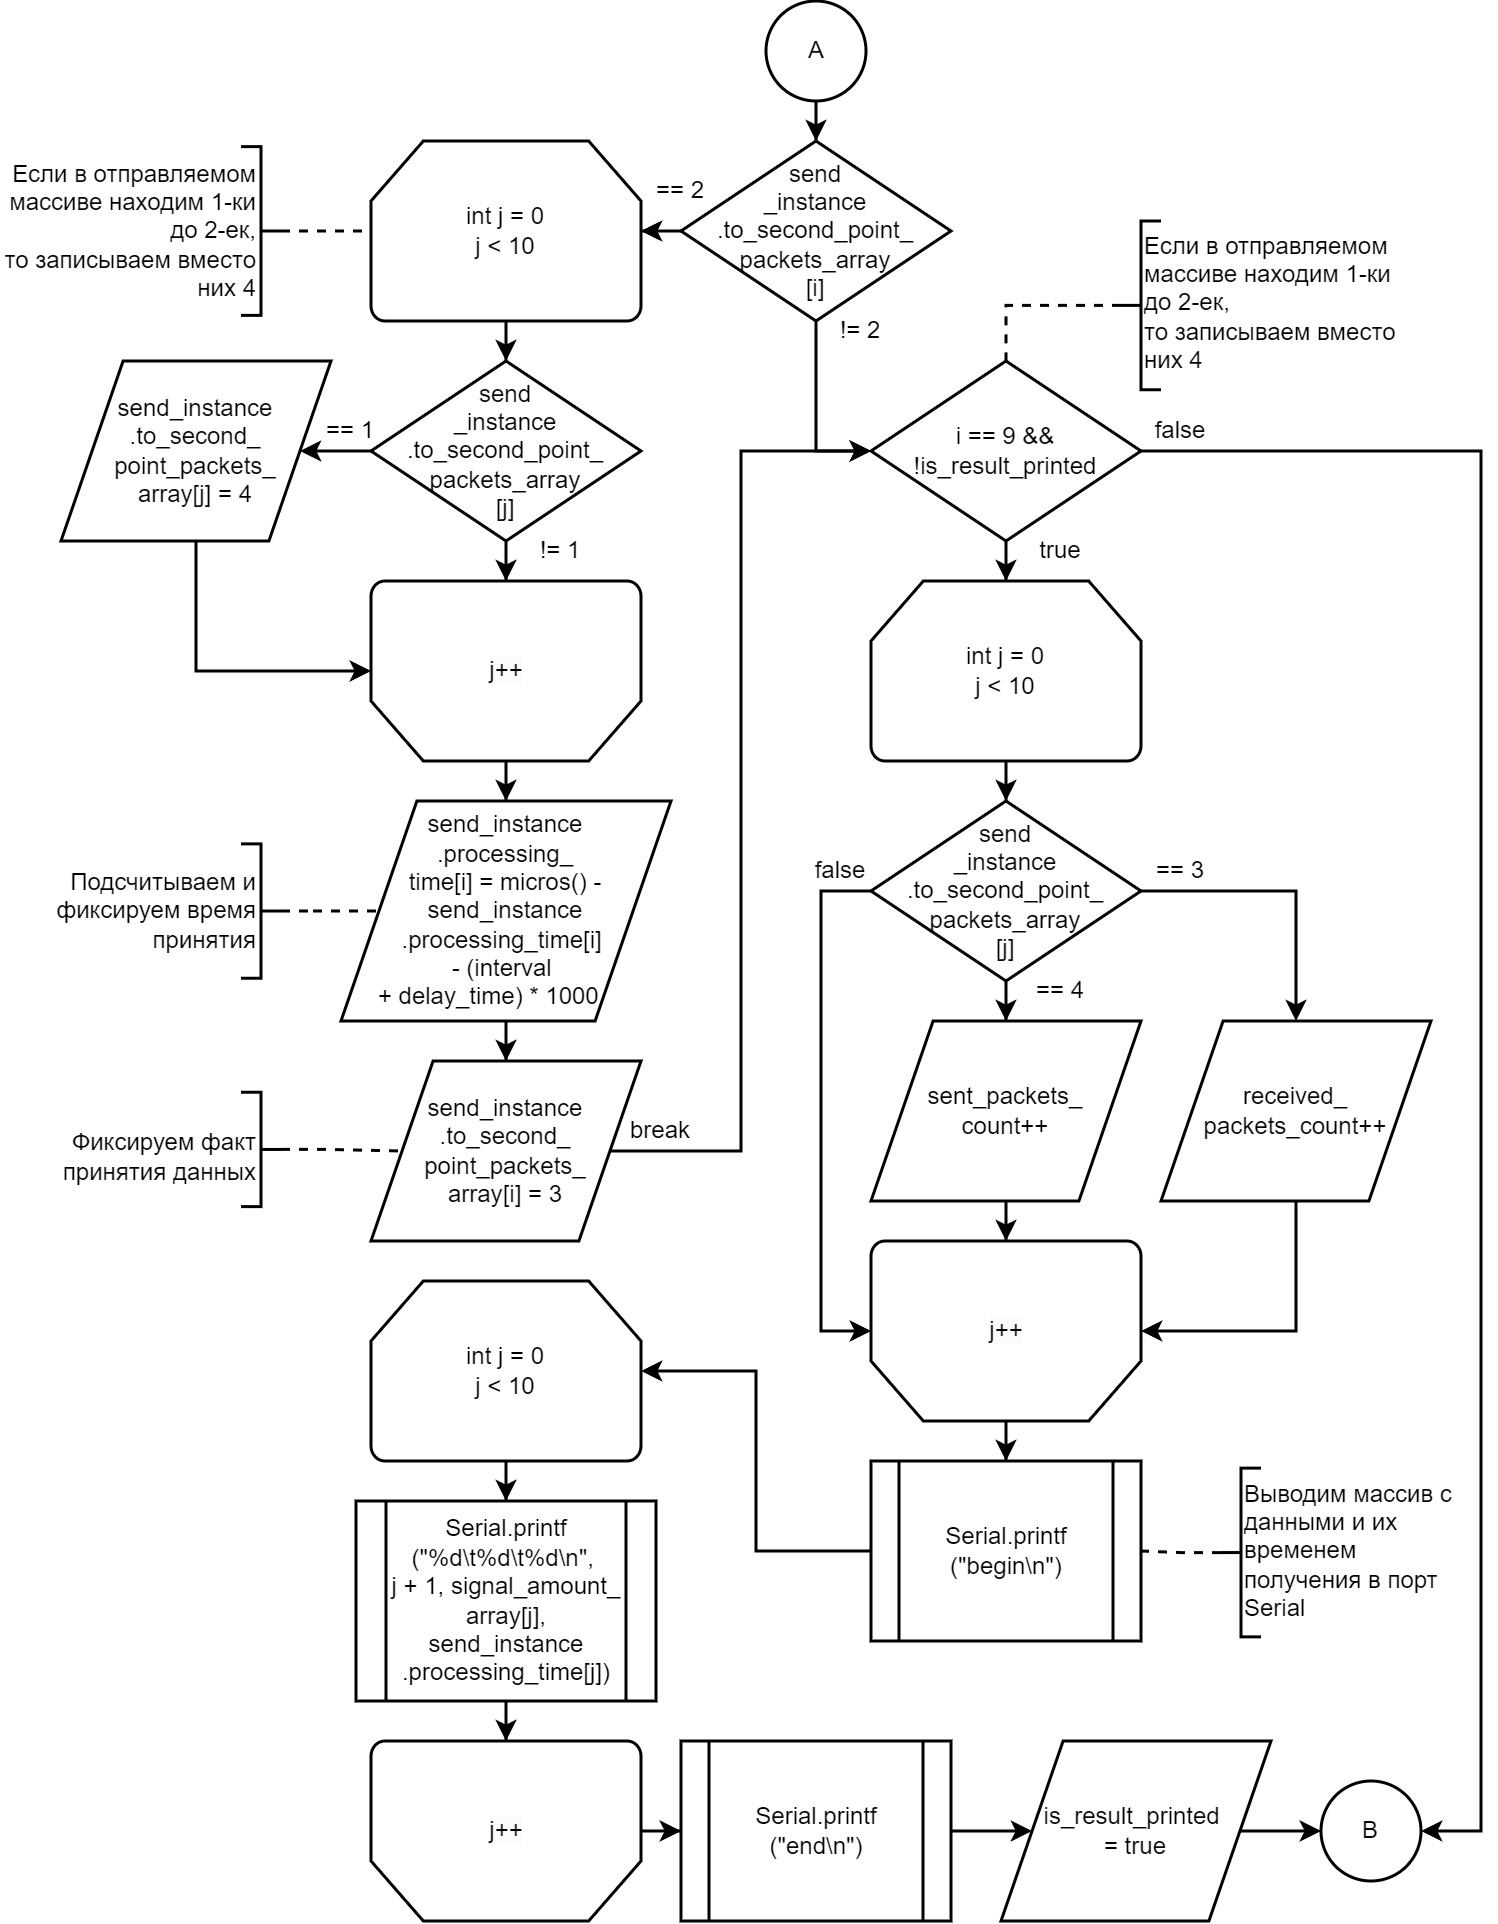 A
send
_instance
.to_second_point_
packets_array
[i]
== 2
!= 2
int j = 0
j < 10
Если в отправляемом
массиве находим 1-ки
до 2-ек,
то записываем вместо
них 4
send
_instance
.to_second_point_
packets_array
[j]
== 1
!= 1
send_instance
.to_second_
point_packets_
array[j] = 4
j++
send_instance
.processing_
time[i] = micros() -
send_instance
.processing_time[i]
- (interval
+ delay_time) * 1000
Подсчитываем и
фиксируем время
принятия
send_instance
.to_second_
point_packets_
array[i] = 3
break
Фиксируем факт
принятия данных
Если в отправляемом
массиве находим 1-ки
до 2-ек,
то записываем вместо
них 4
i == 9 &&
!is_result_printed
false
true
int j = 0
j < 10
send
_instance
.to_second_point_
packets_array
[j]
false
== 3
== 4
sent_packets_
count++
received_
packets_count++
j++
Serial.printf
("begin\n")
Выводим массив с
данными и их
временем
получения в порт
Serial
int j = 0
j < 10
Serial.printf
("%d\t%d\t%d\n",
j + 1, signal_amount_
array[j],
send_instance
.processing_time[j])
j++
Serial.printf
("end\n")
is_result_printed
= true
B